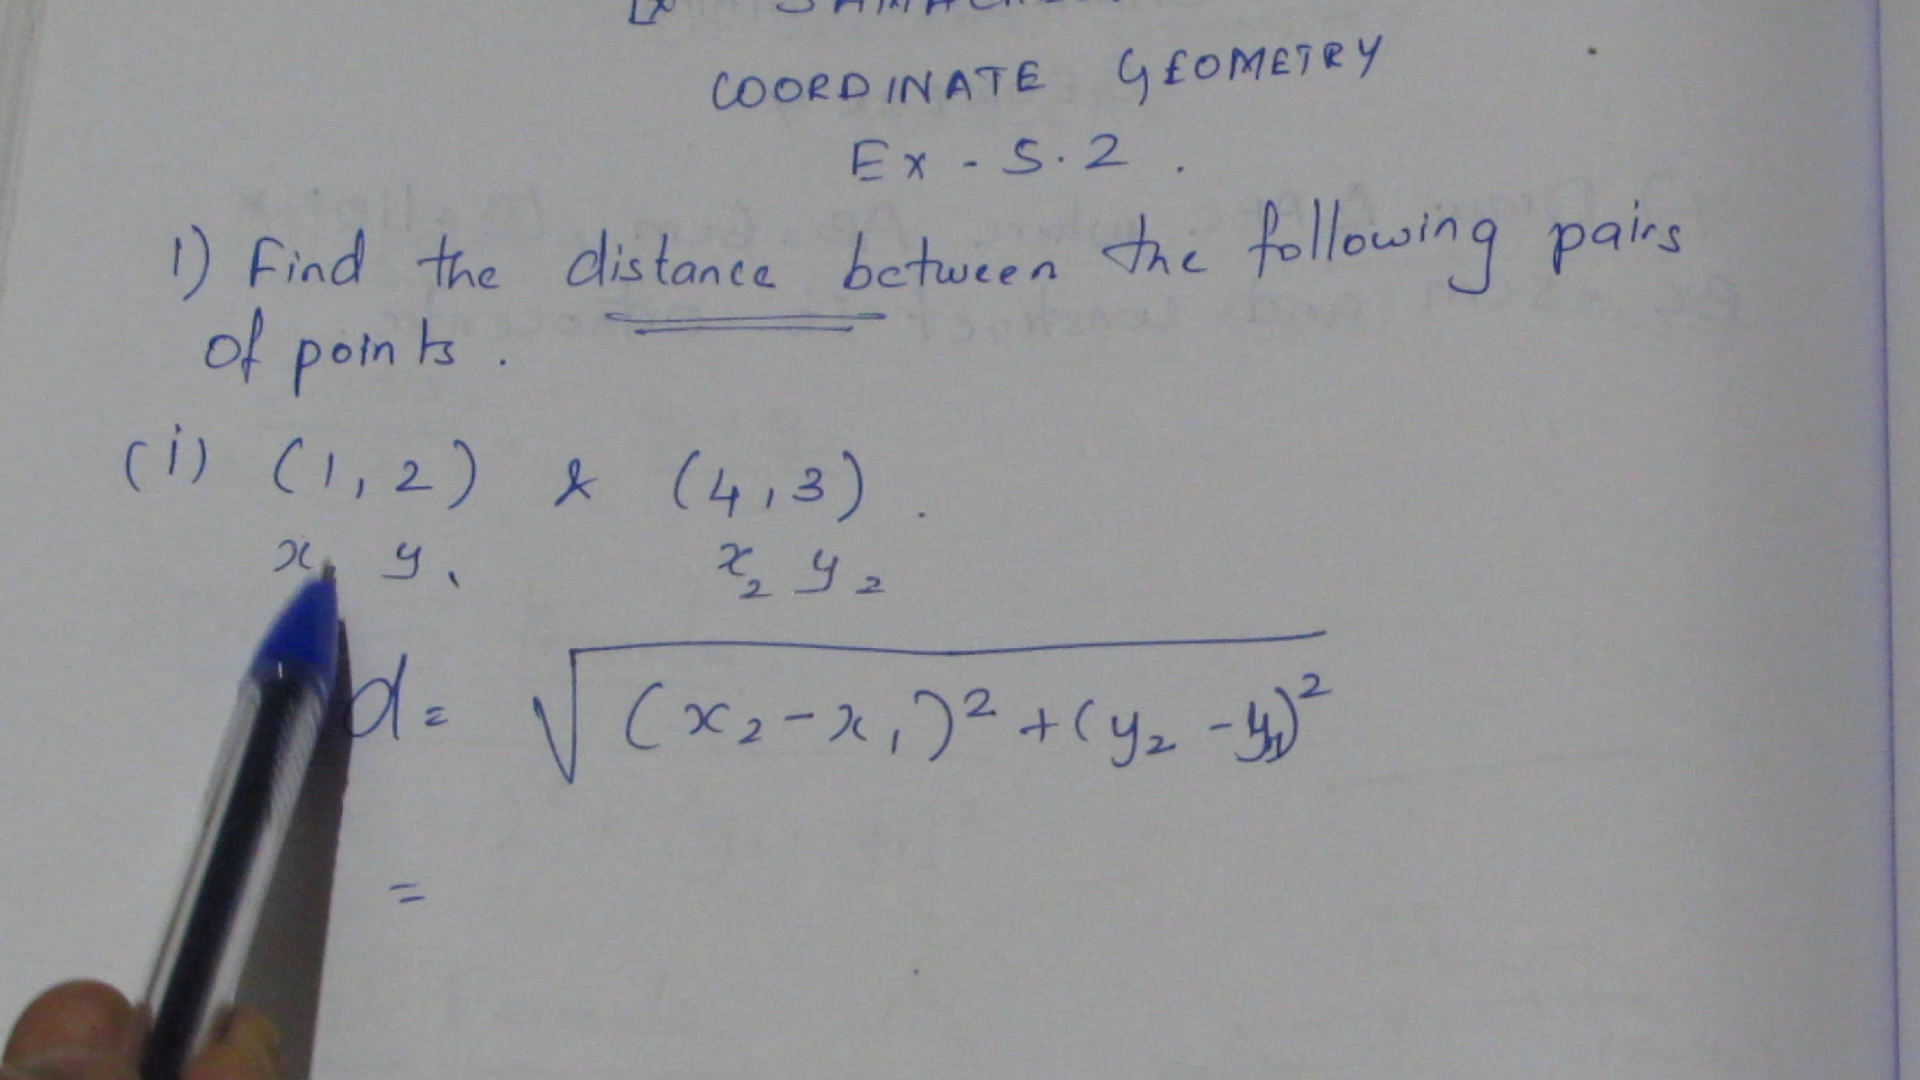 COORDINATE GEOMETRY
Ex - 5.2.
1) Find the distance between the following pairs
of points.
(i) (1, 2) & (4, 3).
x₁ y₁ x₂ y₂
d = √(x₂ - x₁)² + (y₂ - y₁)²
=